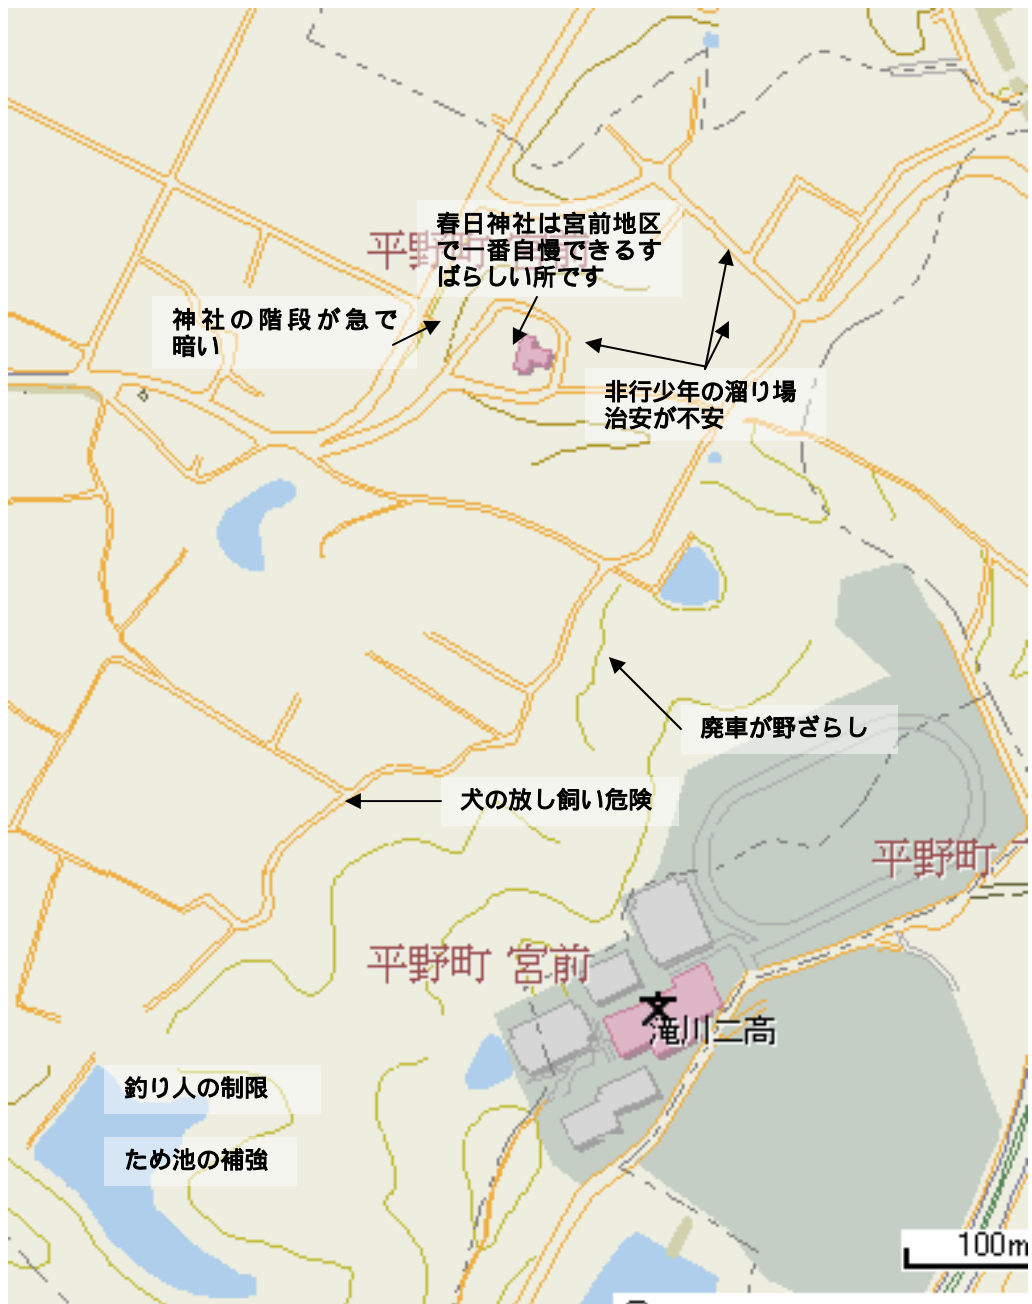 春日神社は宮前地区
で一番自慢できるす
ばらしい所です
平野町
神社の階段が急で
暗い
非行少年の溜り場
治安が不安
廃車が野ざらし
犬の放し飼い危険
平野町
平野町 宮前
滝川二高
釣り人の制限
ため池の補強
100m